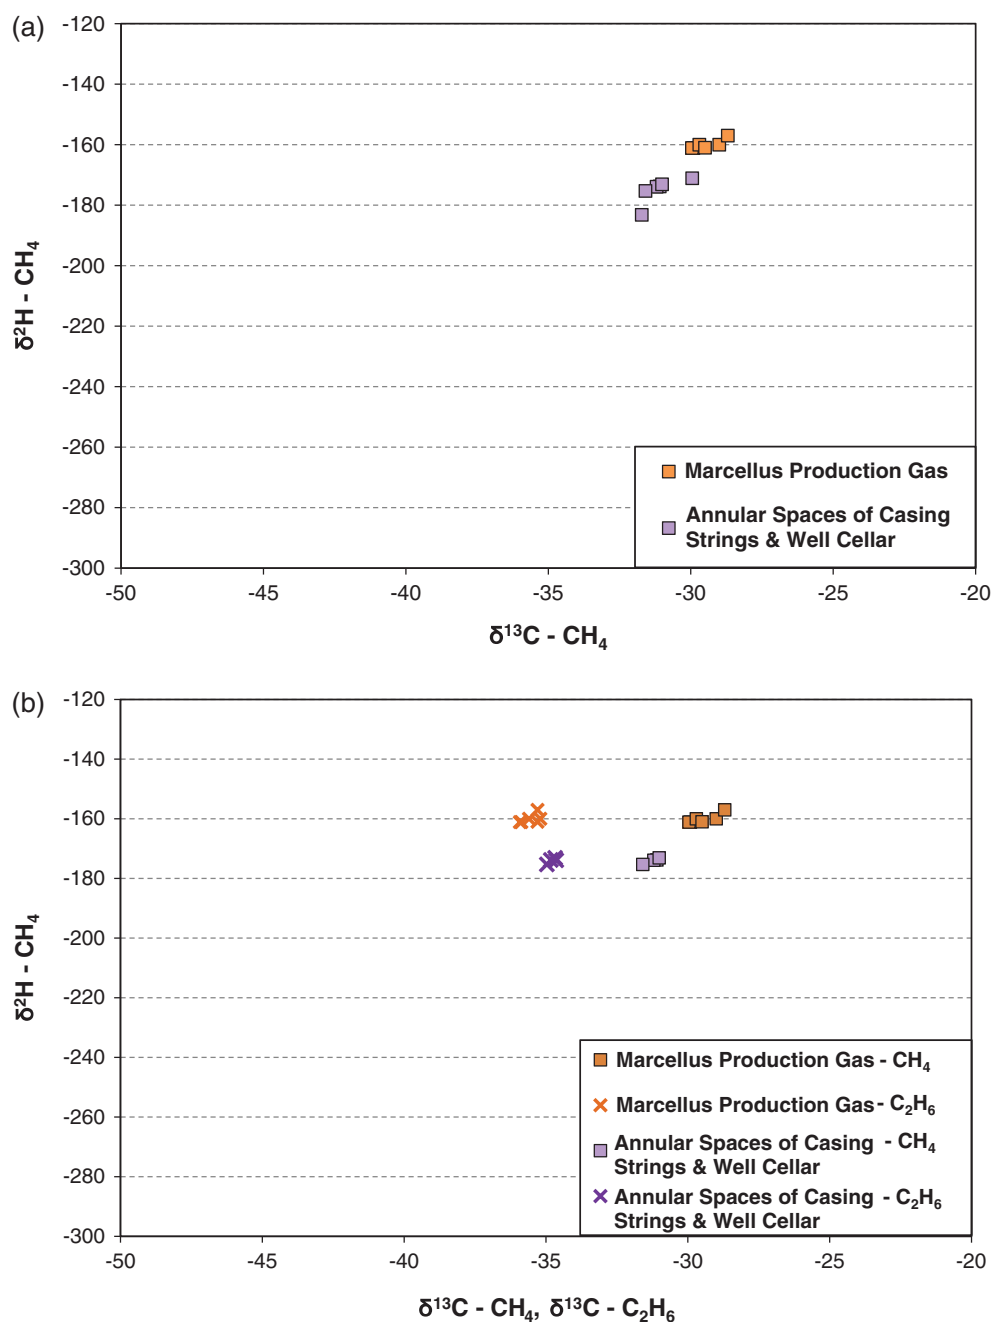 (a)
-120
-140
-160
-180
-200
-220
-240
-260
-280
-300
δ²H - CH₄
-50 -45 -40 -35 -30 -25 -20
δ¹³C - CH₄
Marcellus Production Gas
Annular Spaces of Casing
Strings & Well Cellar
(b)
-120
-140
-160
-180
-200
-220
-240
-260
-280
-300
δ²H - CH₄
-50 -45 -40 -35 -30 -25 -20
δ¹³C - CH₄, δ¹³C - C₂H₆
Marcellus Production Gas - CH₄
Marcellus Production Gas - C₂H₆
Annular Spaces of Casing - CH₄
Strings & Well Cellar
Annular Spaces of Casing - C₂H₆
Strings & Well Cellar